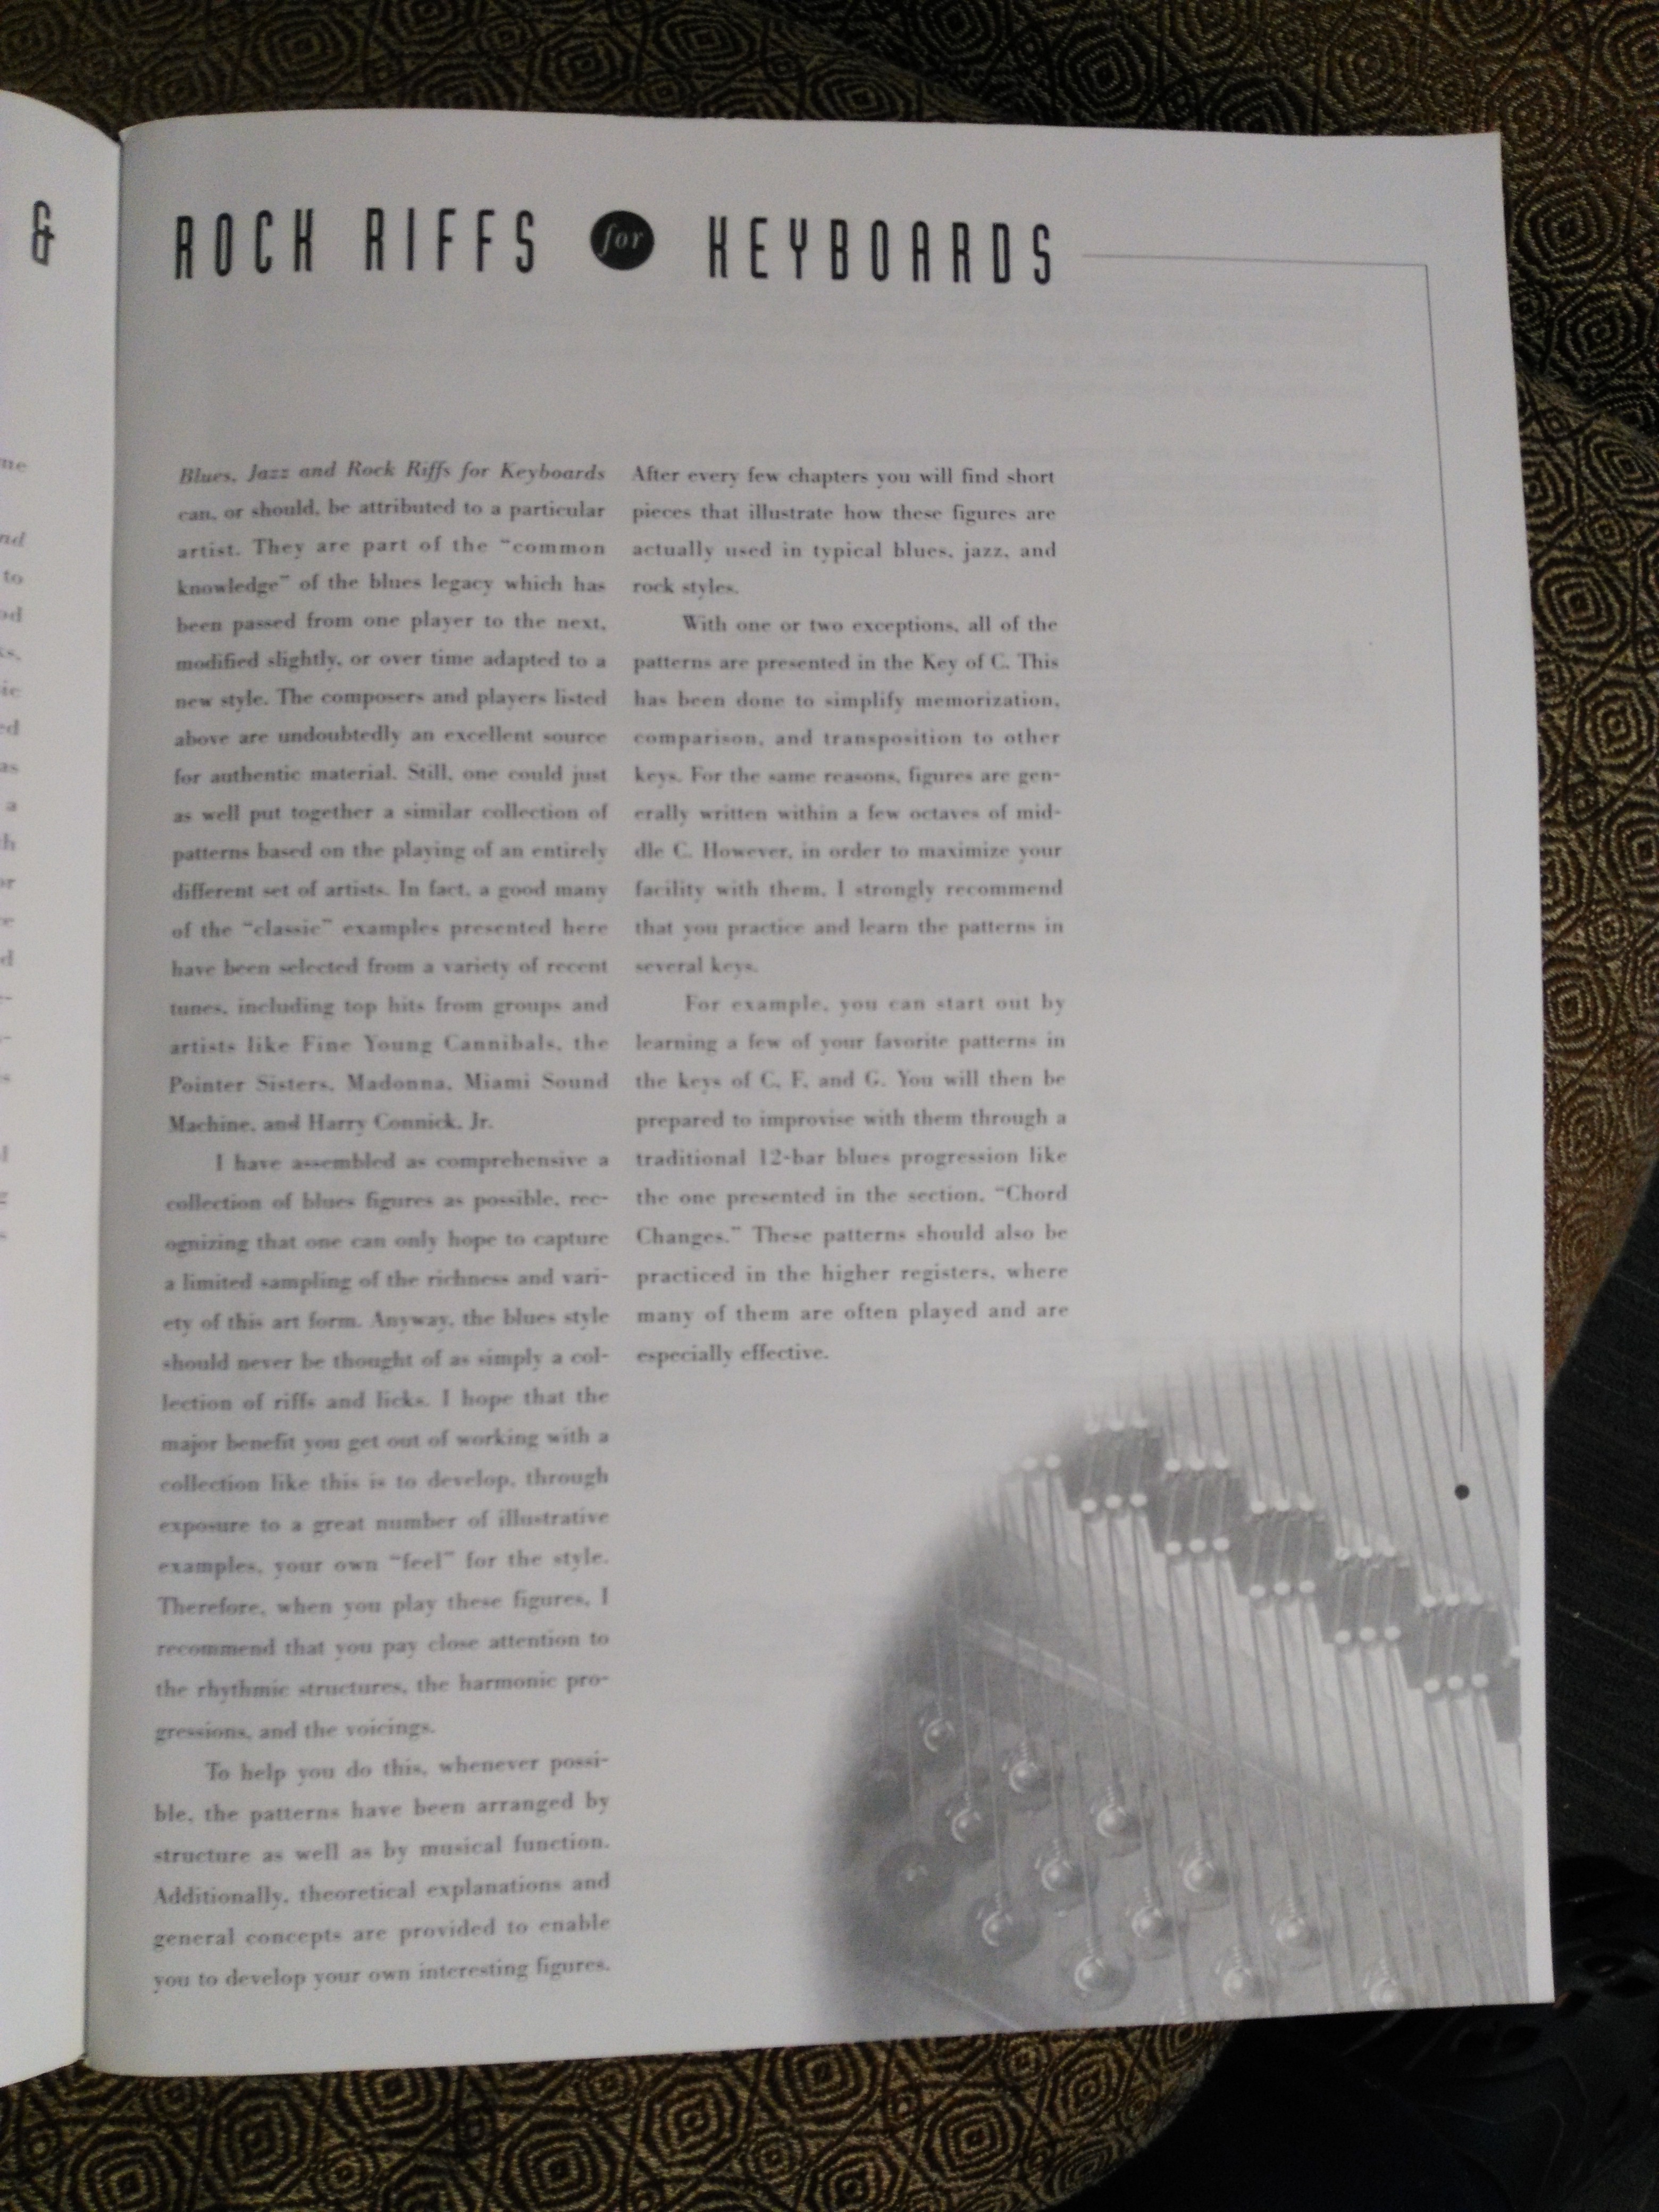 &
ROCK RIFFS for KEYBOARDS
Blues, Jazz and Rock Riffs for Keyboards
can, or should, be attributed to a particular
artist. They are part of the “common
knowledge” of the blues legacy which has
been passed from one player to the next,
modified slightly, or over time adapted to a
new style. The composers and players listed
above are undoubtedly an excellent source
for authentic material. Still, one could just
as well put together a similar collection of
patterns based on the playing of an entirely
different set of artists. In fact, a good many
of the “classic” examples presented here
have been selected from a variety of recent
tunes, including top hits from groups and
artists like Fine Young Cannibals, the
Pointer Sisters, Madonna, Miami Sound
Machine, and Harry Connick, Jr.
I have assembled as comprehensive a
collection of blues figures as possible, rec-
ognizing that one can only hope to capture
a limited sampling of the richness and vari-
ety of this art form. Anyway, the blues style
should never be thought of as simply a col-
lection of riffs and licks. I hope that the
major benefit you get out of working with a
collection like this is to develop, through
exposure to a great number of illustrative
examples, your own “feel” for the style.
Therefore, when you play these figures, I
recommend that you pay close attention to
the rhythmic structures, the harmonic pro-
gressions, and the voicings.
To help you do this, whenever possi-
ble, the patterns have been arranged by
structure as well as by musical function.
Additionally, theoretical explanations and
general concepts are provided to enable
you to develop your own interesting figures.
After every few chapters you will find short
pieces that illustrate how these figures are
actually used in typical blues, jazz, and
rock styles.
With one or two exceptions, all of the
patterns are presented in the Key of C. This
has been done to simplify memorization,
comparison, and transposition to other
keys. For the same reasons, figures are gen-
erally written within a few octaves of mid-
dle C. However, in order to maximize your
facility with them, I strongly recommend
that you practice and learn the patterns in
several keys.
For example, you can start out by
learning a few of your favorite patterns in
the keys of C, F, and G. You will then be
prepared to improvise with them through a
traditional 12-bar blues progression like
the one presented in the section, “Chord
Changes.” These patterns should also be
practiced in the higher registers, where
many of them are often played and are
especially effective.